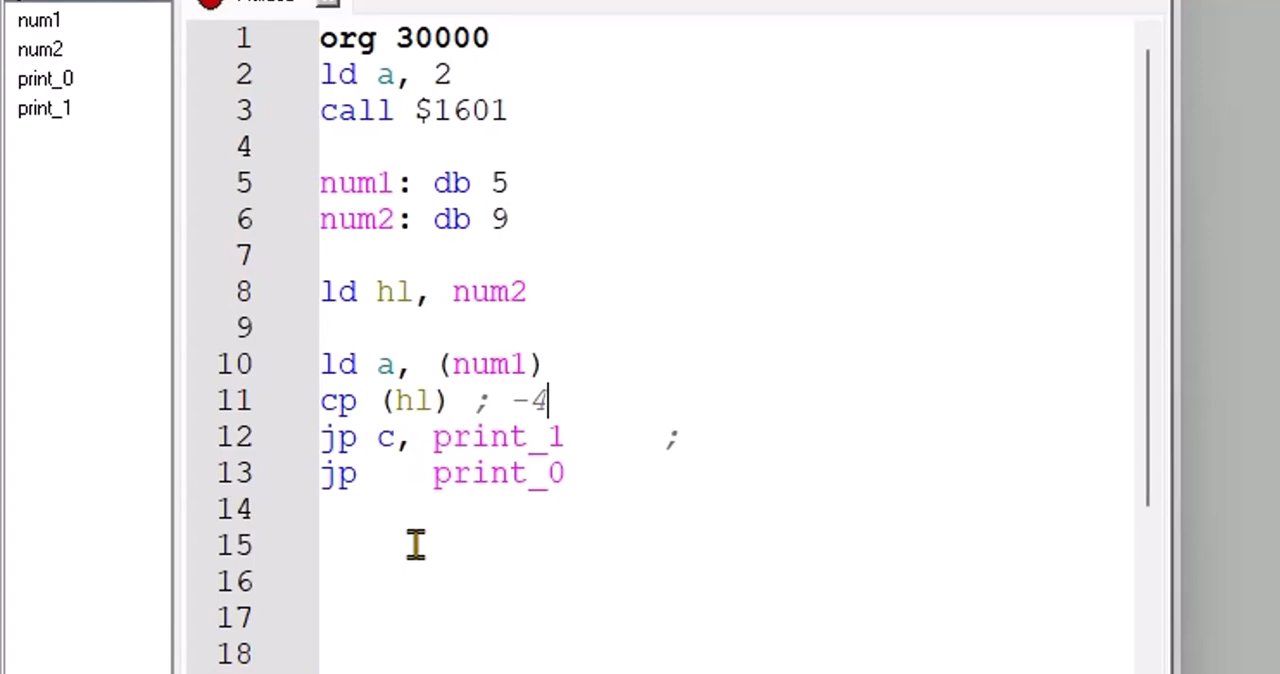 num1
num2
print_0
print_1
1 org 30000
2 ld a, 2
3 call $1601
4
5 num1: db 5
6 num2: db 9
7
8 ld hl, num2
9
10 ld a, (num1)
11 cp (hl) ; -4
12 jp c, print_1 ;
13 jp print_0
14
15
16
17
18